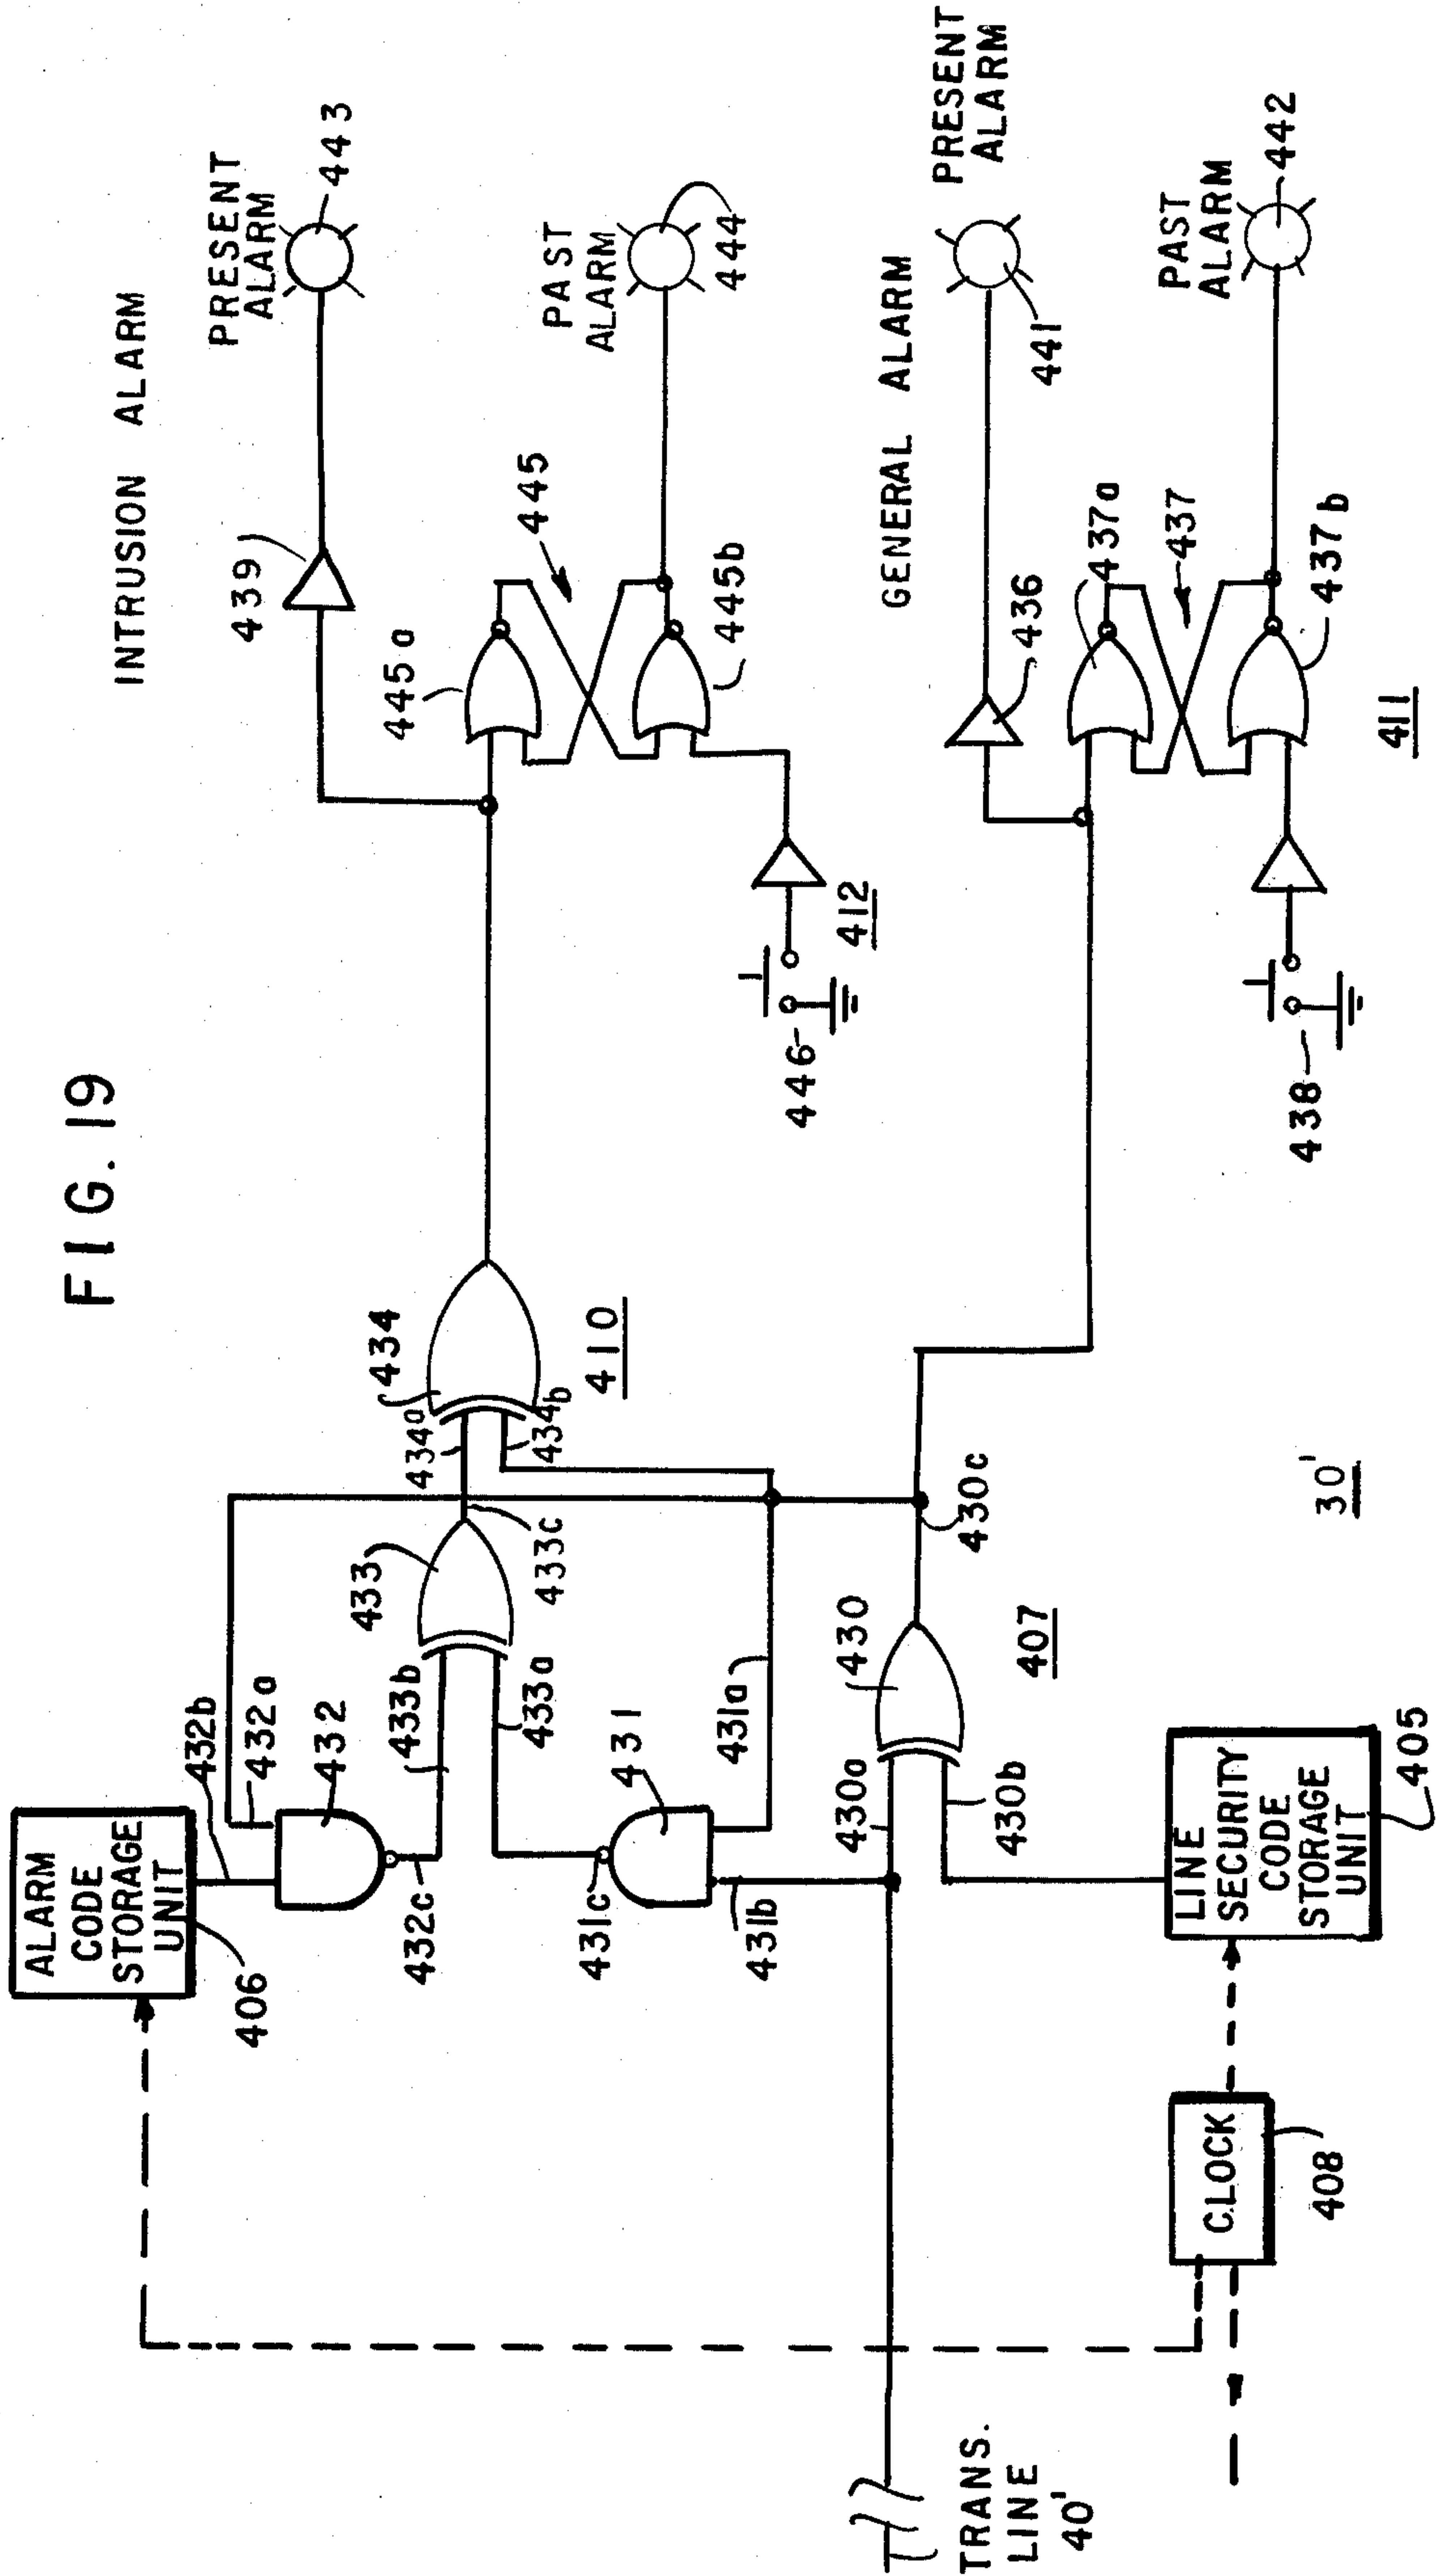 FIG. 19
INTRUSION ALARM
PRESENT
ALARM
443
439
445a
445
PAST
ALARM
444
445b
446
412
GENERAL ALARM
PRESENT
ALARM
441
436
437a
437
PAST
ALARM
442
437b
438
411
ALARM
CODE
STORAGE
UNIT
406
432b
432a
432
432c
433b
433a
433
433c
434a
434
434b
410
431
431c
431b
431a
430a
430b
430
430c
407
30'
LINE
SECURITY
CODE
STORAGE
UNIT
405
CLOCK
408
TRANS.
LINE
40'